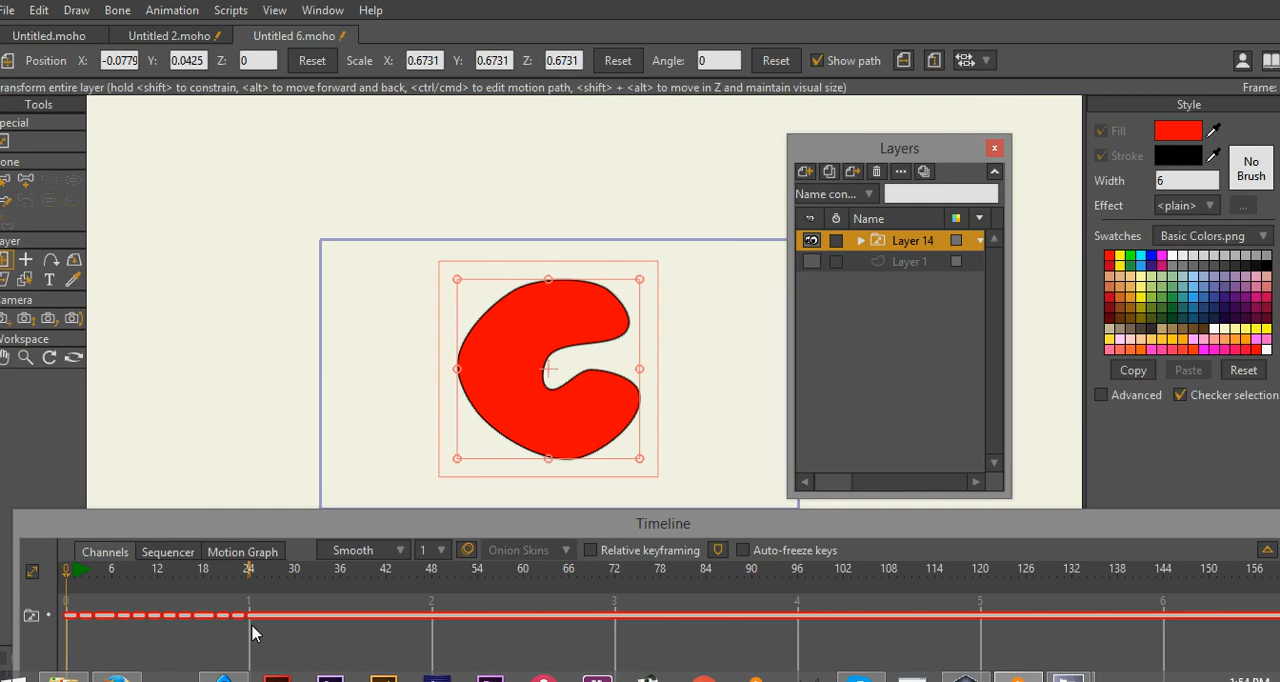 File Edit Draw Bone Animation Scripts View Window Help
Untitled.moho Untitled 2.moho Untitled 6.moho
Position X: -0.0779 Y: 0.0425 Z: 0 Reset Scale X: 0.6731 Y: 0.6731 Z: 0.6731 Reset Angle: 0 Reset Show path
ransform entire layer (hold <shift> to constrain, <alt> to move forward and back, <ctrl/cmd> to edit motion path, <shift> + <alt> to move in Z and maintain visual size) Frame:
Tools
pecial
one
ayer
T
amera
Workspace
Layers
Name con...
Name
Layer 14
Layer 1
Style
Fill
Stroke
No
Brush
Width 6
Effect <plain> ...
Swatches Basic Colors.png
Copy Paste Reset
Advanced Checker selection
Timeline
Channels Sequencer Motion Graph Smooth 1 Onion Skins Relative keyframing Auto-freeze keys
0 6 12 18 24 30 36 42 48 54 60 66 72 78 84 90 96 102 108 114 120 126 132 138 144 150 156
0 1 2 3 4 5 6
1:54 PM